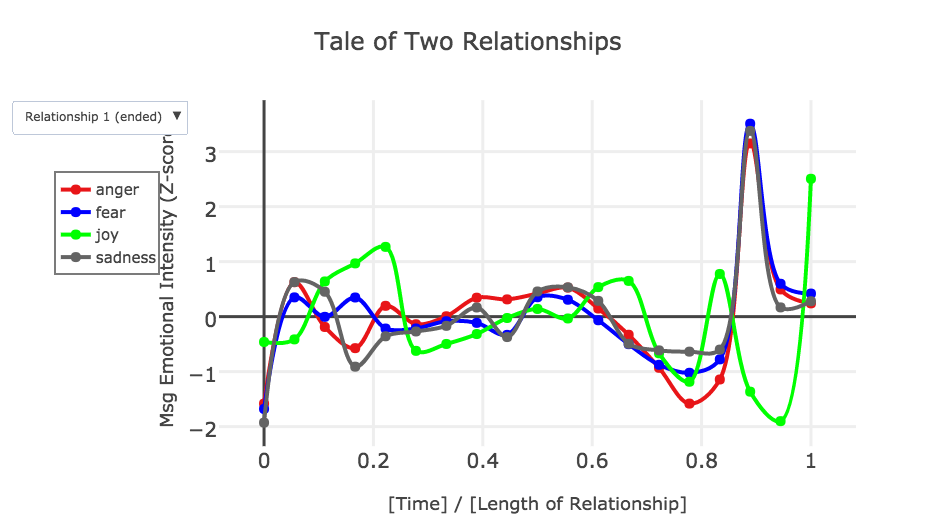 Tale of Two Relationships
Relationship 1 (ended) ▼
anger
fear
joy
sadness
Msg Emotional Intensity (Z-score
3
2
1
0
−1
−2
0 0.2 0.4 0.6 0.8 1
[Time] / [Length of Relationship]